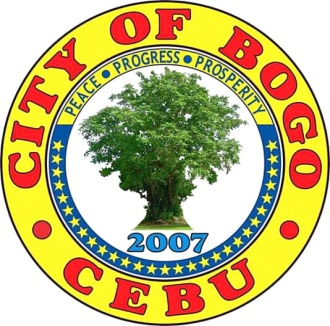 CITY OF BOGO
PEACE • PROGRESS • PROSPERITY
2007
• CEBU •